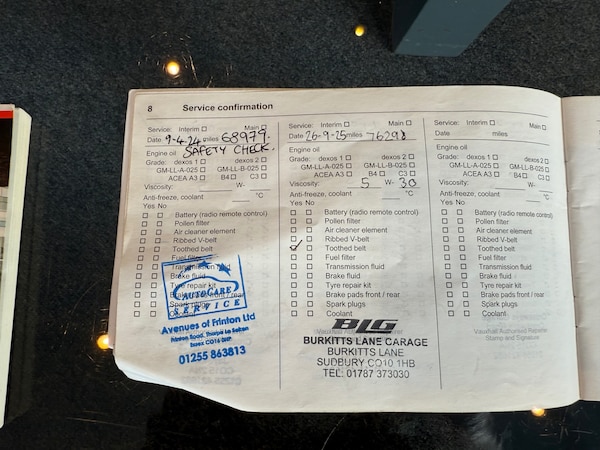 8 Service confirmation
Service: Interim ☐ Main ☐
Date 9-4-24 miles 68979.
SAFETY CHECK.
Engine oil
Grade: dexos 1 ☐ dexos 2 ☐
GM-LL-A-025 ☐ GM-LL-B-025 ☐
ACEA A3 ☐ B4 ☐ C3 ☐
Viscosity: W-
Anti-freeze, coolant °C
Yes No
☐ ☐ Battery (radio remote control)
☐ ☐ Pollen filter
☐ ☐ Air cleaner element
☐ ☐ Ribbed V-belt
☐ ☐ Toothed belt
☐ ☐ Fuel filter
☐ ☐ Transmission fluid
☐ ☐ Brake fluid
☐ ☐ Tyre repair kit
☐ ☐ Brake pads front / rear
☐ ☐ Spark plugs
AUTOCARE
SERVICE
Avenues of Frinton Ltd
Frinton Road, Thorpe Le Soken
Essex
01255 863813
Service: Interim ☐ Main ☐
Date 26-9-25 miles 76298
Engine oil
Grade: dexos 1 ☐ dexos 2 ☐
GM-LL-A-025 ☐ GM-LL-B-025 ☐
ACEA A3 ☐ B4 ☐ C3 ☐
Viscosity: 5 W- 30
Anti-freeze, coolant °C
Yes No
☐ ☐ Battery (radio remote control)
☐ ☐ Pollen filter
☐ ☐ Air cleaner element
☐ ☐ Ribbed V-belt
✓ ☐ Toothed belt
☐ ☐ Fuel filter
☐ ☐ Transmission fluid
☐ ☐ Brake fluid
☐ ☐ Tyre repair kit
☐ ☐ Brake pads front / rear
☐ ☐ Spark plugs
☐ ☐ Coolant
BLG
BURKITTS LANE GARAGE
BURKITTS LANE
SUDBURY CO10 1HB
TEL: 01787 373030
Service: Interim ☐ Main ☐
Date miles
Engine oil
Grade: dexos 1 ☐ dexos 2 ☐
GM-LL-A-025 ☐ GM-LL-B-025 ☐
ACEA A3 ☐ B4 ☐ C3 ☐
Viscosity: W-
Anti-freeze, coolant °C
Yes No
☐ ☐ Battery (radio remote control)
☐ ☐ Pollen filter
☐ ☐ Air cleaner element
☐ ☐ Ribbed V-belt
☐ ☐ Toothed belt
☐ ☐ Fuel filter
☐ ☐ Transmission fluid
☐ ☐ Brake fluid
☐ ☐ Tyre repair kit
☐ ☐ Brake pads front / rear
☐ ☐ Spark plugs
☐ ☐ Coolant
Vauxhall Authorised Repairer
Stamp and Signature